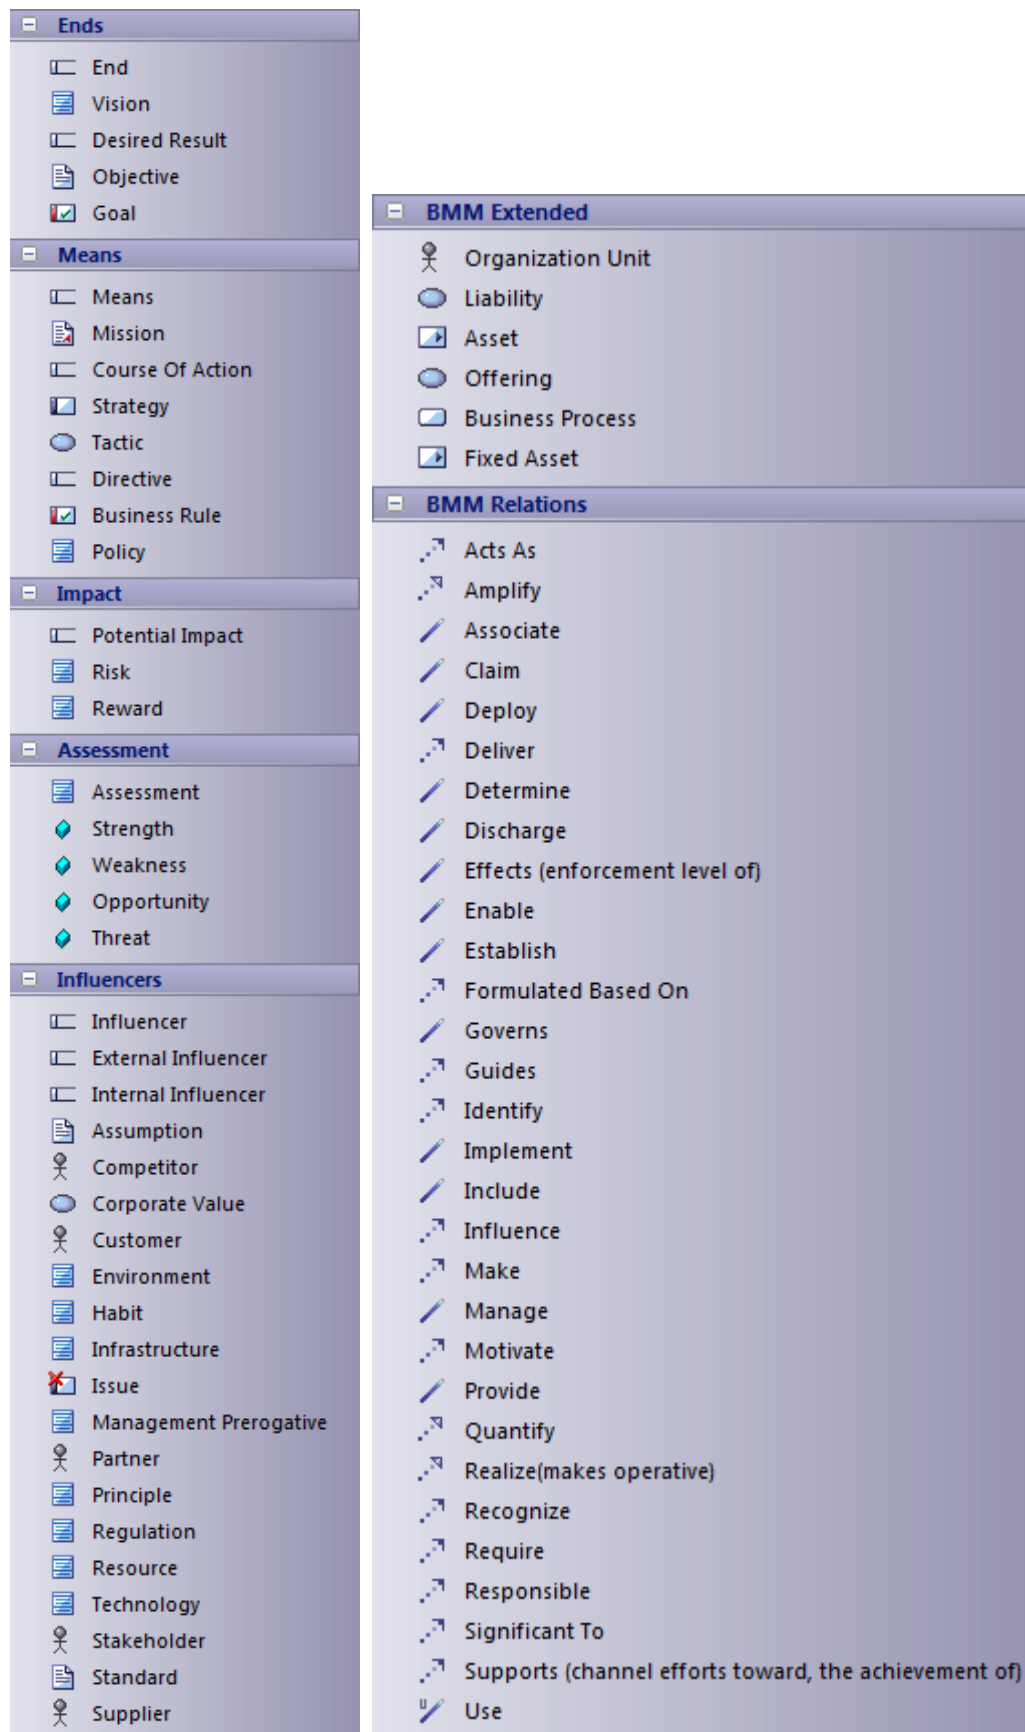 Ends
End
Vision
Desired Result
Objective
Goal
Means
Means
Mission
Course Of Action
Strategy
Tactic
Directive
Business Rule
Policy
Impact
Potential Impact
Risk
Reward
Assessment
Assessment
Strength
Weakness
Opportunity
Threat
Influencers
Influencer
External Influencer
Internal Influencer
Assumption
Competitor
Corporate Value
Customer
Environment
Habit
Infrastructure
Issue
Management Prerogative
Partner
Principle
Regulation
Resource
Technology
Stakeholder
Standard
Supplier
BMM Extended
Organization Unit
Liability
Asset
Offering
Business Process
Fixed Asset
BMM Relations
Acts As
Amplify
Associate
Claim
Deploy
Deliver
Determine
Discharge
Effects (enforcement level of)
Enable
Establish
Formulated Based On
Governs
Guides
Identify
Implement
Include
Influence
Make
Manage
Motivate
Provide
Quantify
Realize(makes operative)
Recognize
Require
Responsible
Significant To
Supports (channel efforts toward, the achievement of)
Use